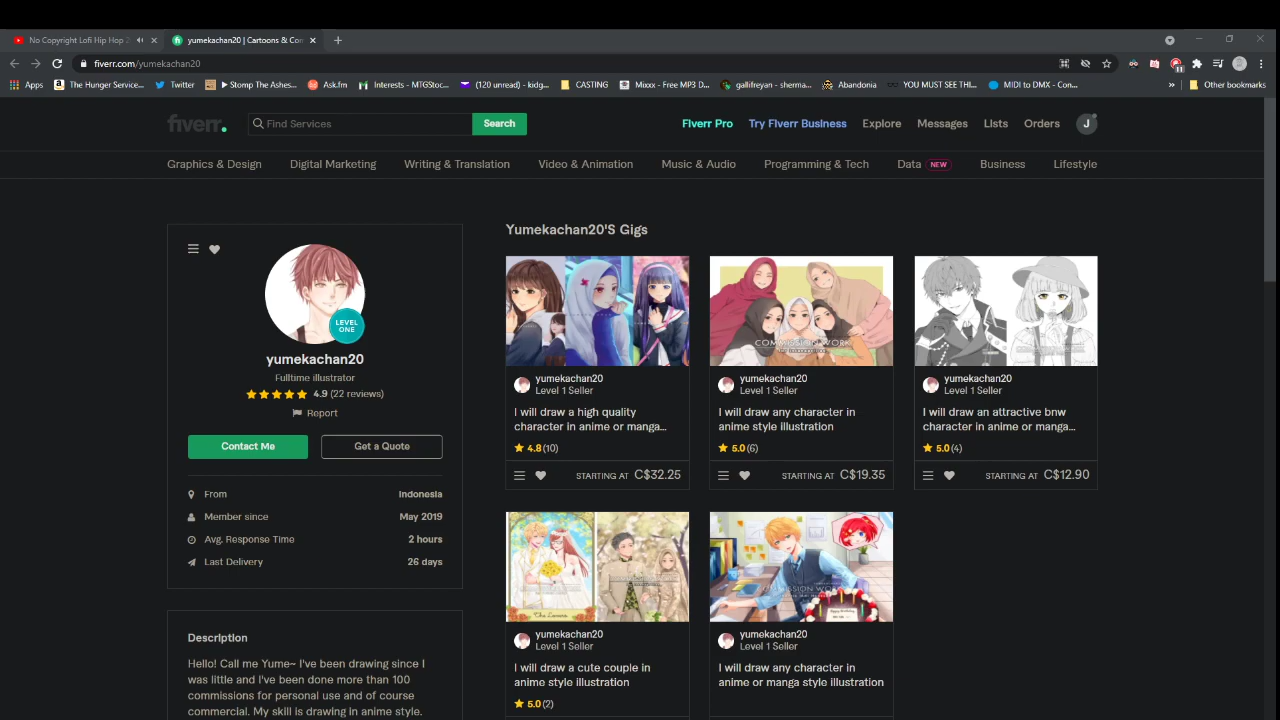 No Copyright Lofi Hip Hop 2
yumekachan20 | Cartoons & Con
fiverr.com/yumekachan20
Apps
The Hunger Service...
Twitter
Stomp The Ashes...
Ask.fm
Interests - MTGStoc...
(120 unread) - kidg...
CASTING
Mixxx - Free MP3 D...
gallifreyan - sherma...
Abandonia
YOU MUST SEE THI...
MIDI to DMX - Con...
»
Other bookmarks
fiverr.
Find Services
Search
Fiverr Pro
Try Fiverr Business
Explore
Messages
Lists
Orders
J
Graphics & Design
Digital Marketing
Writing & Translation
Video & Animation
Music & Audio
Programming & Tech
Data NEW
Business
Lifestyle
LEVEL
ONE
yumekachan20
Fulltime illustrator
4.9 (22 reviews)
Report
Contact Me
Get a Quote
From Indonesia
Member since May 2019
Avg. Response Time 2 hours
Last Delivery 26 days
Description
Hello! Call me Yume~ I've been drawing since I
was little and I've been done more than 100
commissions for personal use and of course
commercial. My skill is drawing in anime style.
Yumekachan20'S Gigs
yumekachan20
Level 1 Seller
I will draw a high quality
character in anime or manga...
4.8 (10)
STARTING AT C$32.25
COMMISSION WORK
yumekachan20
Level 1 Seller
I will draw any character in
anime style illustration
5.0 (6)
STARTING AT C$19.35
yumekachan20
Level 1 Seller
I will draw an attractive bnw
character in anime or manga...
5.0 (4)
STARTING AT C$12.90
yumekachan20
Level 1 Seller
I will draw a cute couple in
anime style illustration
5.0 (2)
COMMISSION WORK
yumekachan20
Level 1 Seller
I will draw any character in
anime or manga style illustration